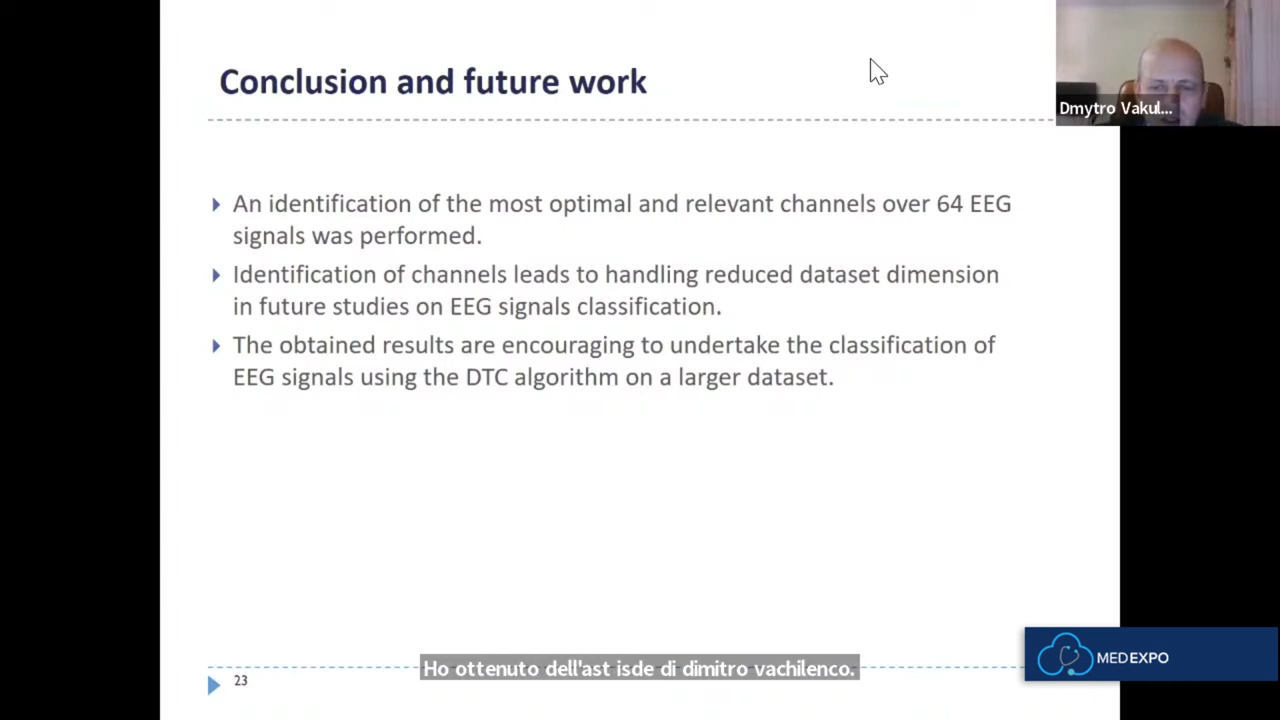 Conclusion and future work
Dmytro Vakul...
An identification of the most optimal and relevant channels over 64 EEG
signals was performed.
Identification of channels leads to handling reduced dataset dimension
in future studies on EEG signals classification.
The obtained results are encouraging to undertake the classification of
EEG signals using the DTC algorithm on a larger dataset.
Ho ottenuto dell'ast isde di dimitro vachilenco.
23
MEDEXPO